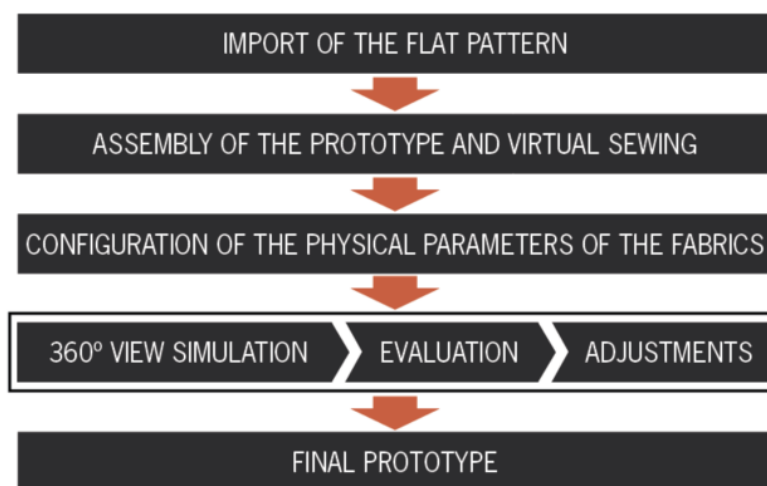 IMPORT OF THE FLAT PATTERN
ASSEMBLY OF THE PROTOTYPE AND VIRTUAL SEWING
CONFIGURATION OF THE PHYSICAL PARAMETERS OF THE FABRICS
360º VIEW SIMULATION
EVALUATION
ADJUSTMENTS
FINAL PROTOTYPE